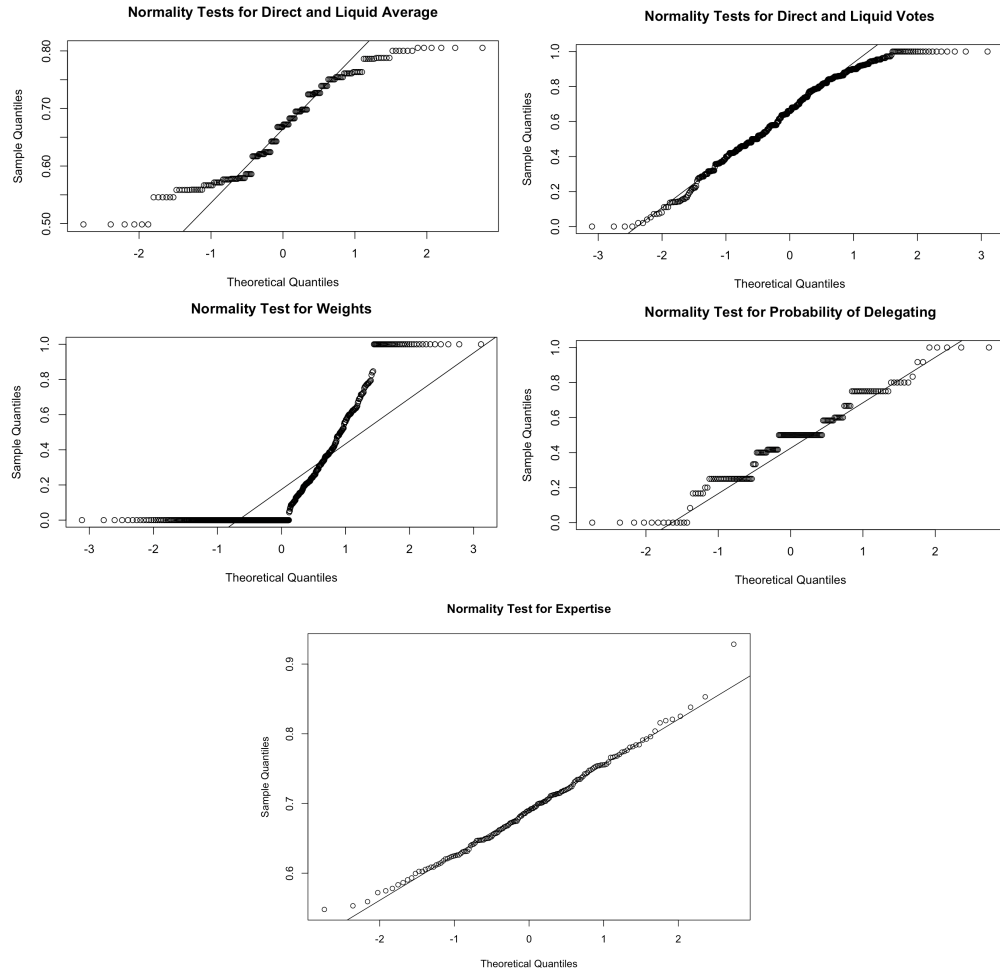 Normality Tests for Direct and Liquid Average
Sample Quantiles
0.50 0.60 0.70 0.80
-2 -1 0 1 2
Theoretical Quantiles
Normality Tests for Direct and Liquid Votes
Sample Quantiles
0.0 0.2 0.4 0.6 0.8 1.0
-3 -2 -1 0 1 2 3
Theoretical Quantiles
Normality Test for Weights
Sample Quantiles
0.0 0.2 0.4 0.6 0.8 1.0
-3 -2 -1 0 1 2 3
Theoretical Quantiles
Normality Test for Probability of Delegating
Sample Quantiles
0.0 0.2 0.4 0.6 0.8 1.0
-2 -1 0 1 2
Theoretical Quantiles
Normality Test for Expertise
Sample Quantiles
0.6 0.7 0.8 0.9
-2 -1 0 1 2
Theoretical Quantiles